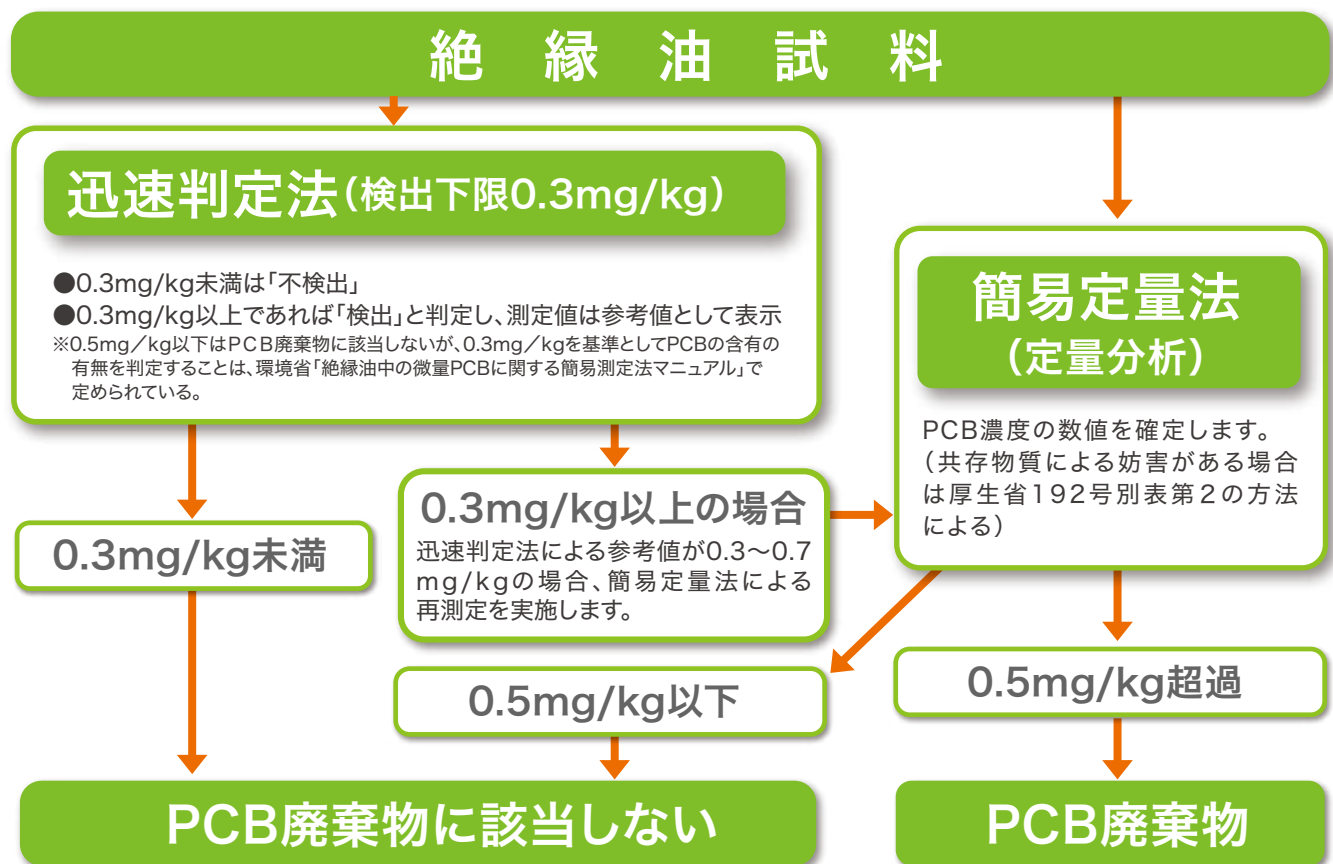 絶縁油試料
迅速判定法(検出下限0.3mg/kg)
●0.3mg/kg未満は「不検出」
●0.3mg/kg以上であれば「検出」と判定し、測定値は参考値として表示
※0.5mg／kg以下はＰＣＢ廃棄物に該当しないが、0.3mg／kgを基準としてPCBの含有の
有無を判定することは、環境省「絶縁油中の微量PCBに関する簡易測定法マニュアル」で
定められている。
簡易定量法
(定量分析)
PCB濃度の数値を確定します。
(共存物質による妨害がある場合
は厚生省192号別表第2の方法
による)
0.3mg/kg未満
0.3mg/kg以上の場合
迅速判定法による参考値が0.3〜0.7
mg/kgの場合、簡易定量法による
再測定を実施します。
0.5mg/kg以下
0.5mg/kg超過
PCB廃棄物に該当しない
PCB廃棄物